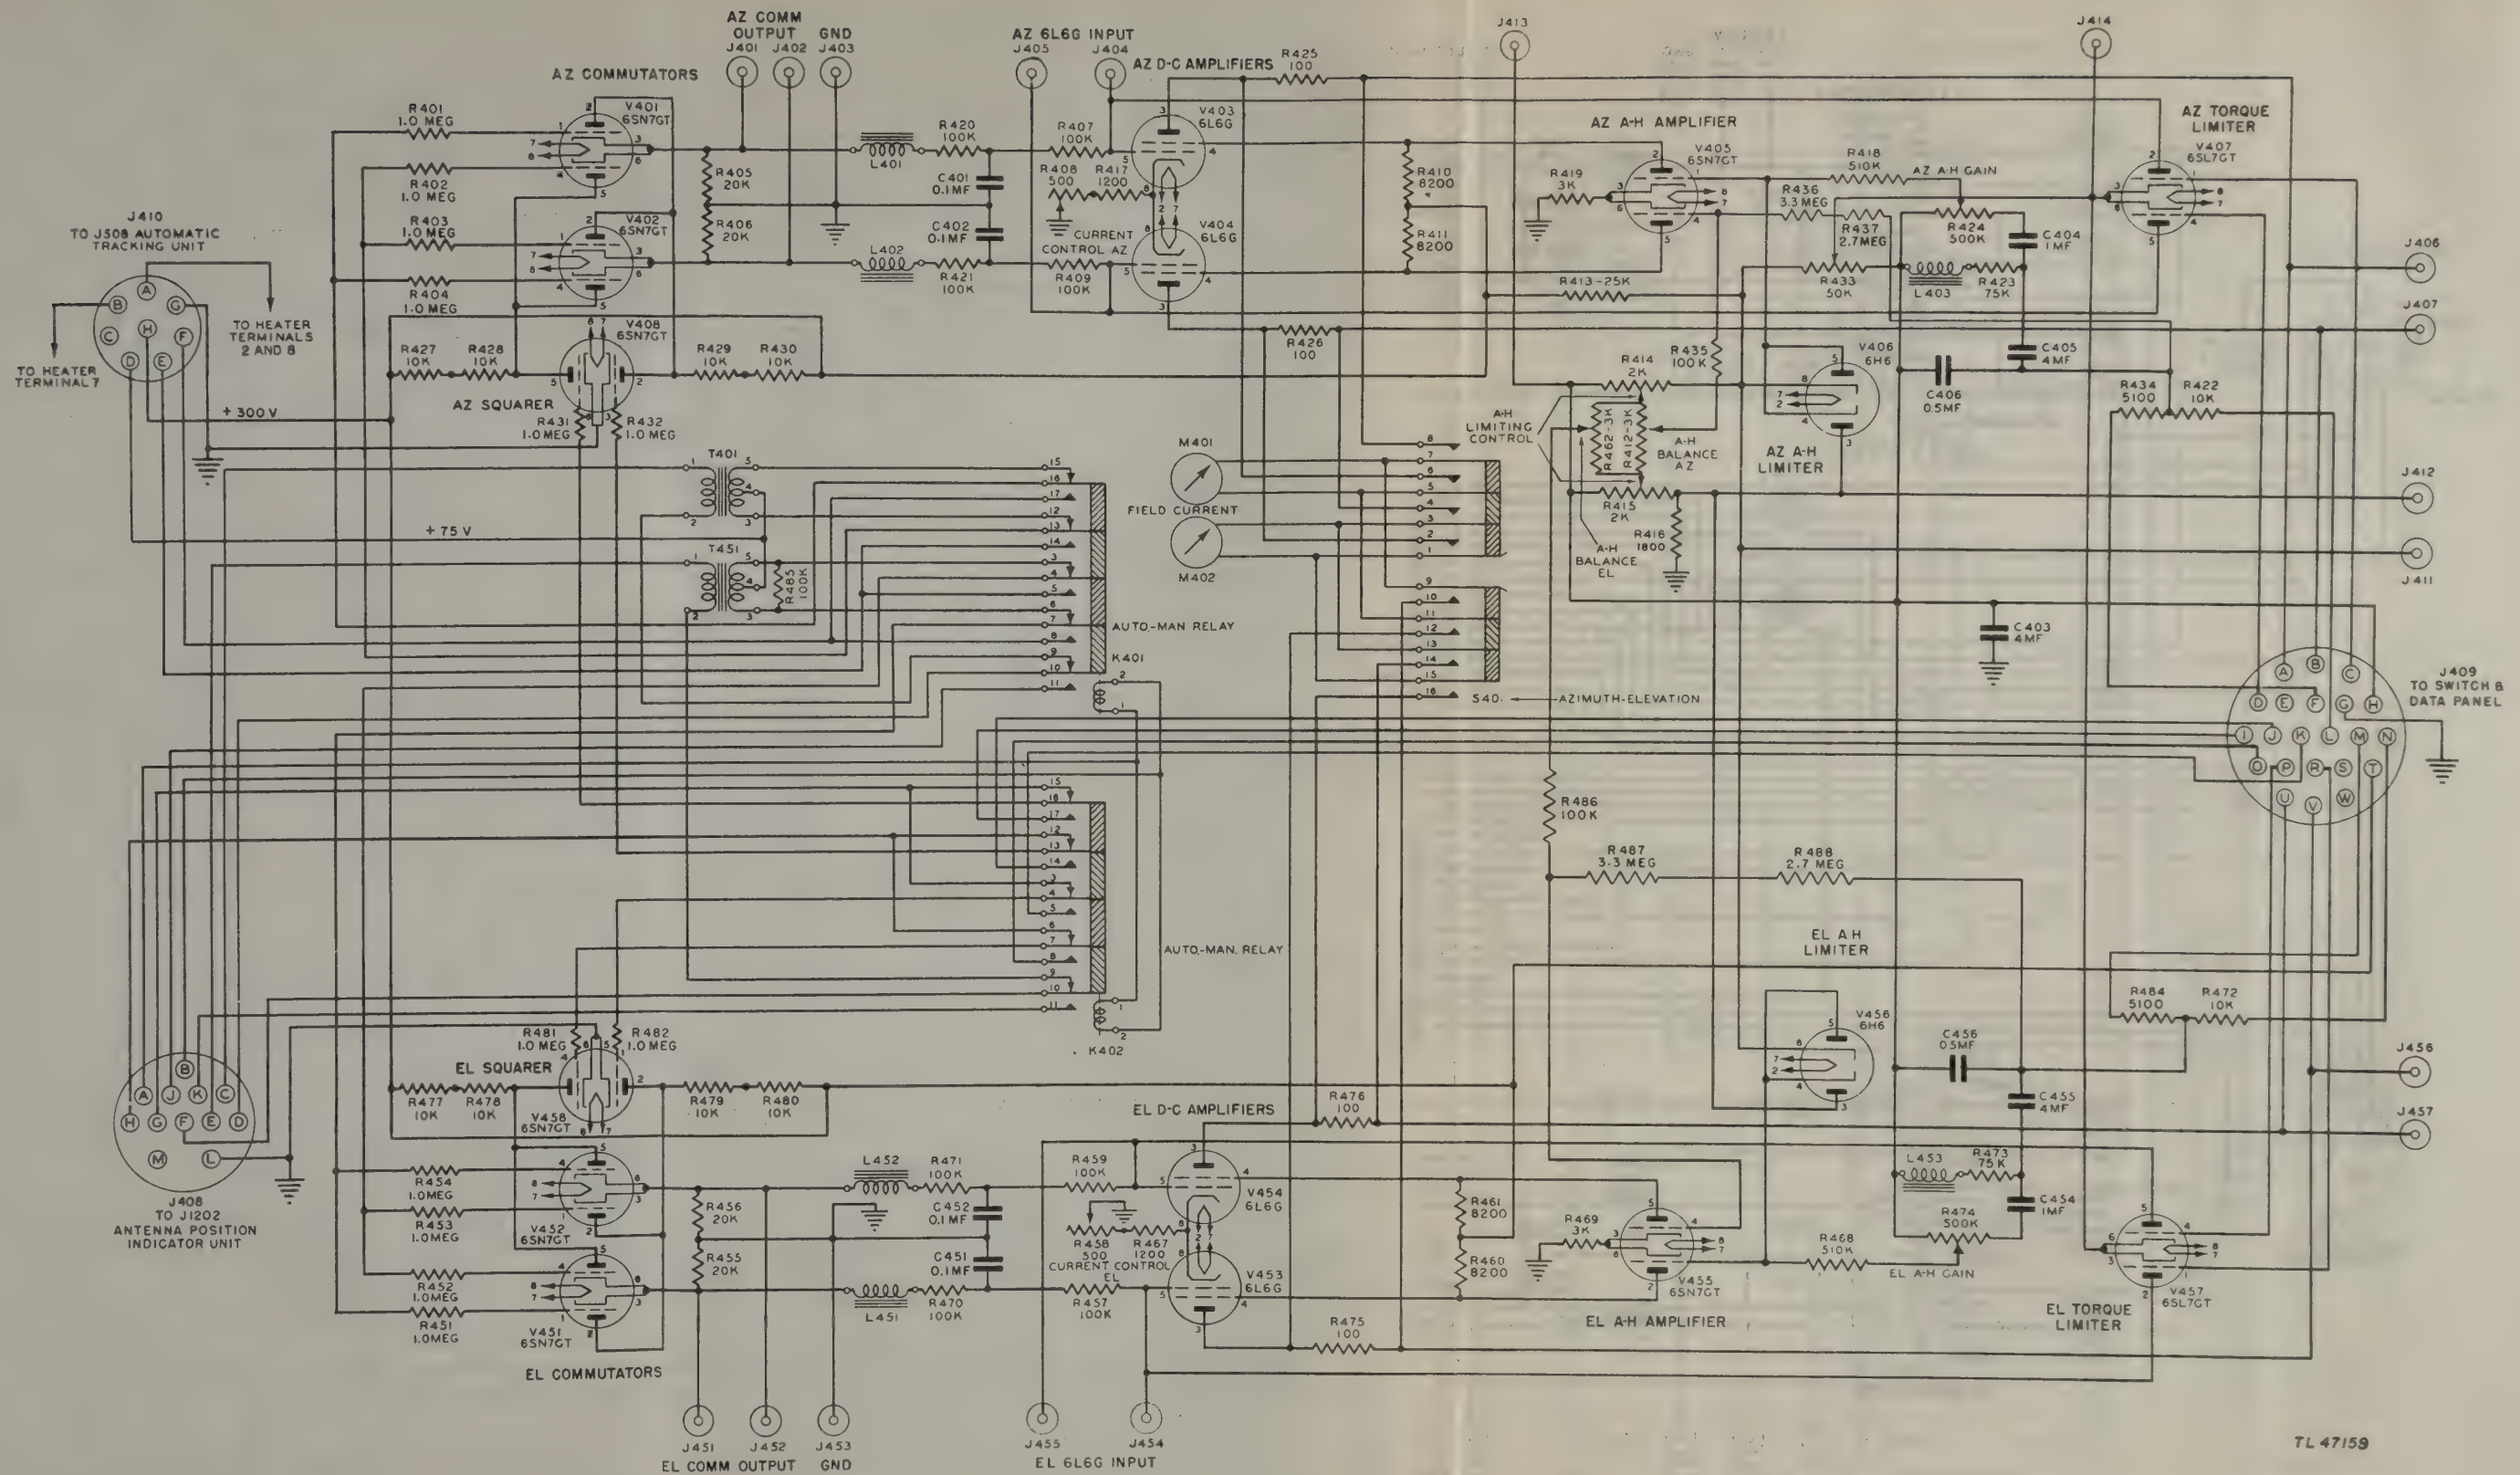 AZ COMM
OUTPUT
J401 J402
GND
J403
AZ 6L6G INPUT
J405 J404
J413
J414
AZ COMMUTATORS
AZ D-C AMPLIFIERS
AZ A-H AMPLIFIER
AZ TORQUE
LIMITER
R401
1.0 MEG
V401
6SN7GT
R402
1.0 MEG
R403
1.0 MEG
V402
6SN7GT
R404
1.0 MEG
R405
20K
R406
20K
L401
L402
R420
100K
C401
0.1MF
C402
0.1MF
R421
100K
R407
100K
R408
500
R417
1200
CURRENT
CONTROL AZ
R409
100K
V403
6L6G
V404
6L6G
R425
100
R426
100
R410
8200
R411
8200
R419
3K
V405
6SN7GT
R418
510K
AZ A-H GAIN
R436
3.3 MEG
R437
2.7MEG
R424
500K
C404
1MF
V407
6SL7GT
R413-25K
R433
50K
L403
R423
75K
J406
J407
J410
TO J508 AUTOMATIC
TRACKING UNIT
A
B
G
C
H
F
D
E
TO HEATER
TERMINALS
2 AND 8
TO HEATER
TERMINAL 7
+ 300 V
+ 75 V
V408
6SN7GT
R427
10K
R428
10K
R429
10K
R430
10K
AZ SQUARER
R431
1.0 MEG
R432
1.0 MEG
T401
T451
R485
100K
M401
FIELD CURRENT
M402
A-H
LIMITING
CONTROL
R414
2K
R435
100K
R462-3K
R412-3K
A-H
BALANCE
AZ
R415
2K
R416
1800
A-H
BALANCE
EL
V406
6H6
AZ A-H
LIMITER
C405
4MF
C406
0.5MF
R434
5100
R422
10K
J412
J411
C403
4MF
AUTO.-MAN RELAY
K401
S40.
AZIMUTH-ELEVATION
J409
TO SWITCH &
DATA PANEL
A B C
D E F G H
I J K L M N
O P R S T
U V W
R486
100K
R487
3.3 MEG
R488
2.7 MEG
AUTO.-MAN. RELAY
K402
EL A H
LIMITER
V456
6H6
R484
5100
R472
10K
C456
0.5MF
C455
4MF
J456
J457
R481
1.0 MEG
R482
1.0 MEG
EL SQUARER
R477
10K
R478
10K
R479
10K
R480
10K
V458
6SN7GT
B
A J K C
H G F E D
M L
J408
TO J1202
ANTENNA POSITION
INDICATOR UNIT
R454
1.0MEG
R453
1.0MEG
V452
6SN7GT
R452
1.0MEG
R451
1.0MEG
V451
6SN7GT
EL COMMUTATORS
R456
20K
R455
20K
L452
L451
R471
100K
C452
0.1MF
C451
0.1MF
R470
100K
EL D-C AMPLIFIERS
R459
100K
R458
500
R467
1200
CURRENT CONTROL
EL
R457
100K
V454
6L6G
V453
6L6G
R476
100
R475
100
R461
8200
R460
8200
R469
3K
V455
6SN7GT
EL A-H AMPLIFIER
R468
510K
EL A-H GAIN
R474
500K
L453
R473
75K
C454
1MF
V457
6SL7GT
EL TORQUE
LIMITER
J451 J452
EL COMM OUTPUT
J453
GND
J455 J454
EL 6L6G INPUT
TL 47159